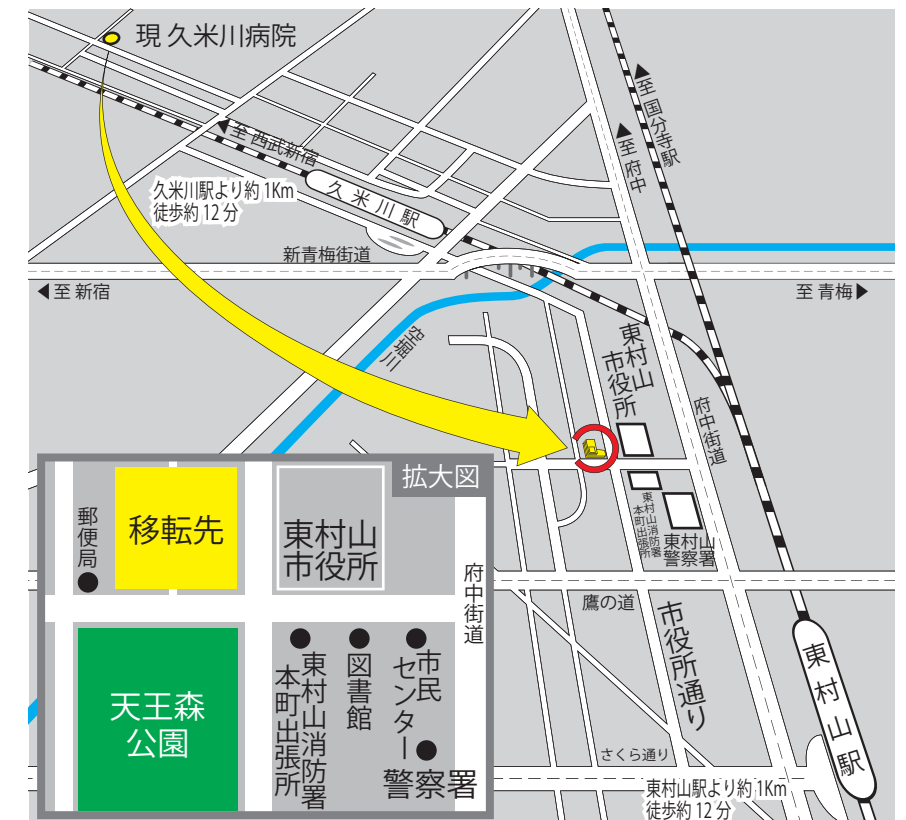 現 久米川病院
▲至 国分寺駅
▲至 府中
◀至 西武新宿
久米川駅より約 1Km
徒歩約 12 分
久米川駅
新青梅街道
◀至 新宿
至 青梅▶
空堀川
東村山
市役所
府中街道
東村山消防署
本町出張所
東村山
警察署
鷹の道
市役所通り
さくら通り
東村山駅
東村山駅より約 1Km
徒歩約 12 分
拡大図
郵便局
移転先
東村山
市役所
府中街道
天王森
公園
東村山消防署
本町出張所
図書館
市民
センター
警察署